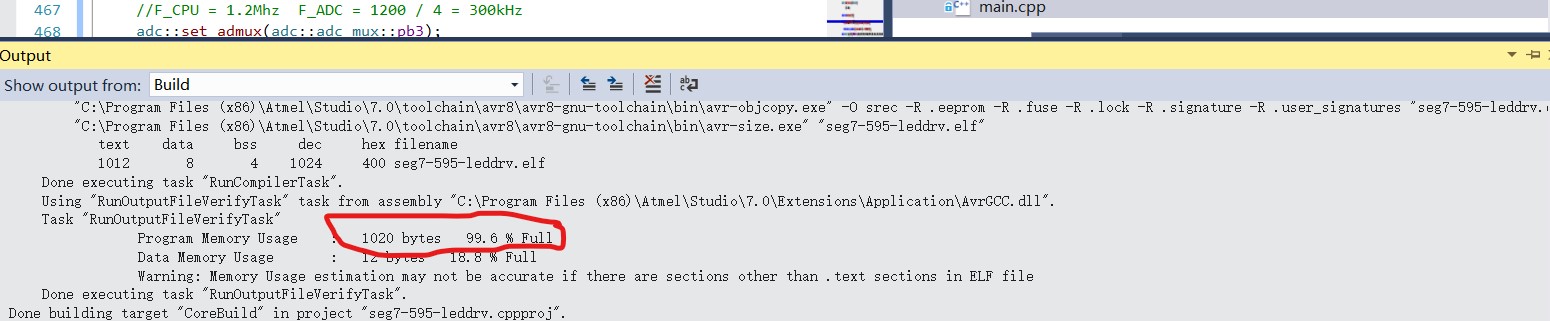 467 //F_CPU = 1.2Mhz F_ADC = 1200 / 4 = 300kHz
main.cpp
468 adc::set_admux(adc::adc_mux::pb3);
Output
Show output from: Build
"C:\Program Files (x86)\Atmel\Studio\7.0\toolchain\avr8\avr8-gnu-toolchain\bin\avr-objcopy.exe" -O srec -R .eeprom -R .fuse -R .lock -R .signature -R .user_signatures "seg7-595-leddrv.
"C:\Program Files (x86)\Atmel\Studio\7.0\toolchain\avr8\avr8-gnu-toolchain\bin\avr-size.exe" "seg7-595-leddrv.elf"
text data bss dec hex filename
1012 8 4 1024 400 seg7-595-leddrv.elf
Done executing task "RunCompilerTask".
Using "RunOutputFileVerifyTask" task from assembly "C:\Program Files (x86)\Atmel\Studio\7.0\Extensions\Application\AvrGCC.dll".
Task "RunOutputFileVerifyTask"
Program Memory Usage : 1020 bytes 99.6 % Full
Data Memory Usage : 12 bytes 18.8 % Full
Warning: Memory Usage estimation may not be accurate if there are sections other than .text sections in ELF file
Done executing task "RunOutputFileVerifyTask".
Done building target "CoreBuild" in project "seg7-595-leddrv.cppproj".